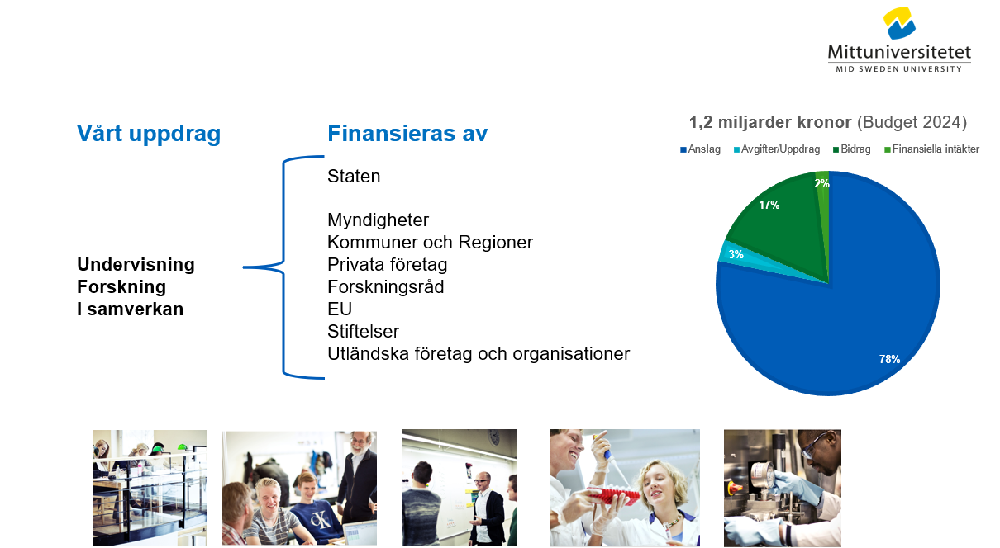 Mittuniversitetet
MID SWEDEN UNIVERSITY
Vårt uppdrag
Undervisning
Forskning
i samverkan
Finansieras av
Staten
Myndigheter
Kommuner och Regioner
Privata företag
Forskningsråd
EU
Stiftelser
Utländska företag och organisationer
1,2 miljarder kronor (Budget 2024)
Anslag Avgifter/Uppdrag Bidrag Finansiella intäkter
2%
17%
3%
78%
CK